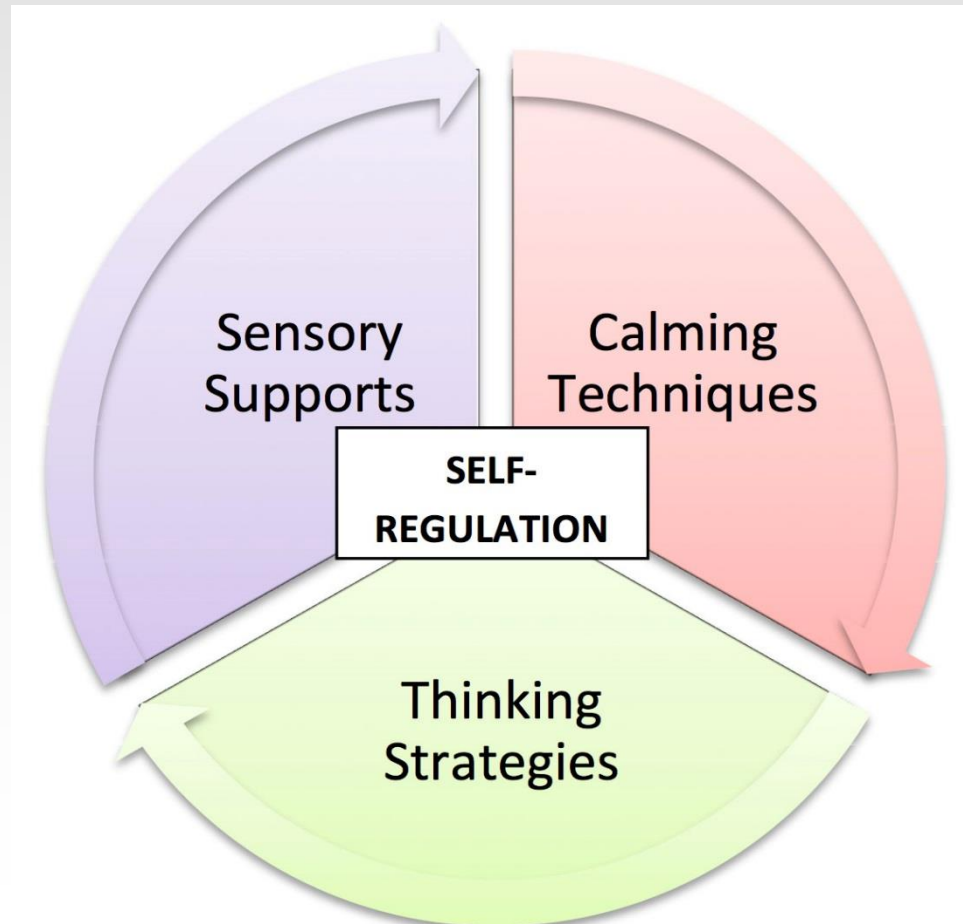 Sensory
Supports
Calming
Techniques
SELF-
REGULATION
Thinking
Strategies